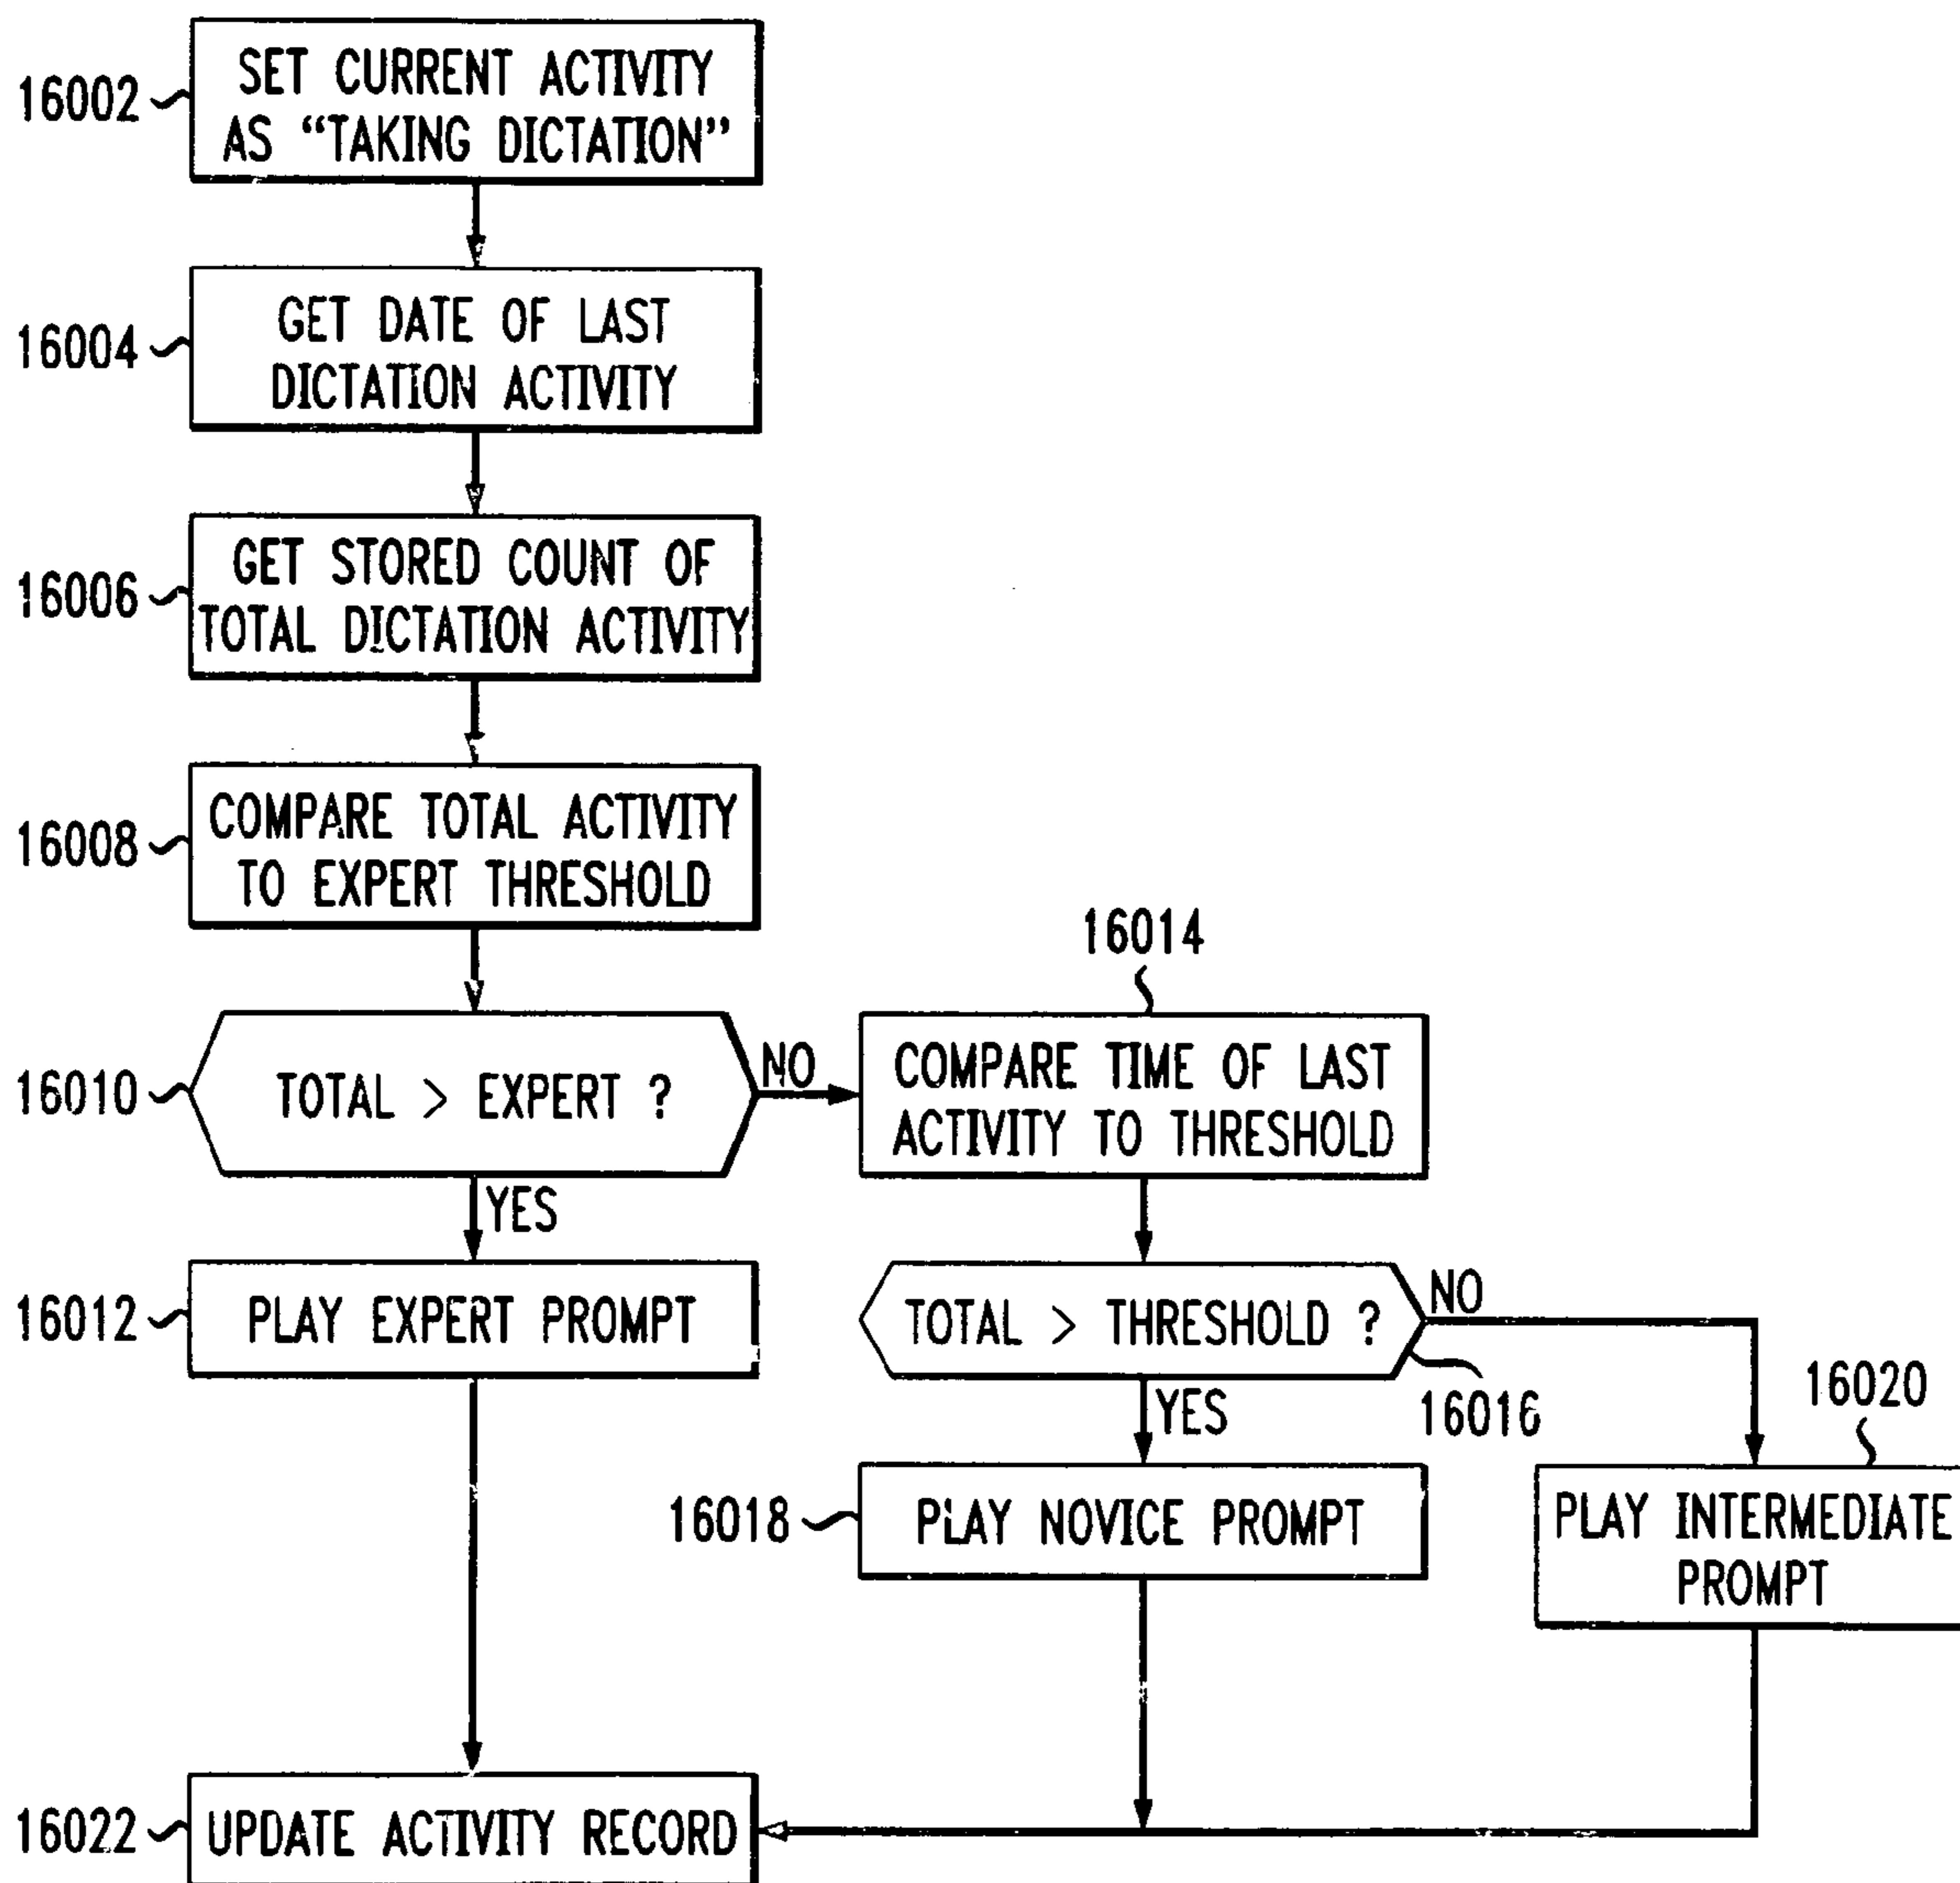 16002
SET CURRENT ACTIVITY
AS “TAKING DICTATION”
16004
GET DATE OF LAST
DICTATION ACTIVITY
16006
GET STORED COUNT OF
TOTAL DICTATION ACTIVITY
16008
COMPARE TOTAL ACTIVITY
TO EXPERT THRESHOLD
16010
TOTAL > EXPERT ?
NO
YES
16014
COMPARE TIME OF LAST
ACTIVITY TO THRESHOLD
16012
PLAY EXPERT PROMPT
TOTAL > THRESHOLD ?
NO
16016
YES
16018
PLAY NOVICE PROMPT
16020
PLAY INTERMEDIATE
PROMPT
16022
UPDATE ACTIVITY RECORD